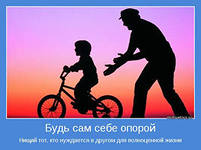 Будь сам себе опорой
Нищий тот, кто нуждается в другом для полноценной жизни